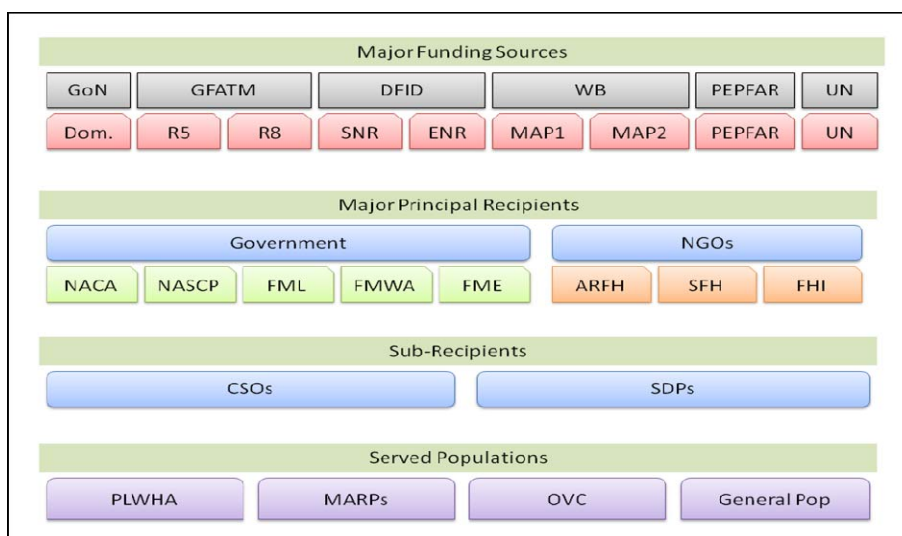 Major Funding Sources
GoN GFATM DFID WB PEPFAR UN
Dom. R5 R8 SNR ENR MAP1 MAP2 PEPFAR UN
Major Principal Recipients
Government NGOs
NACA NASCP FML FMWA FME ARFH SFH FHI
Sub-Recipients
CSOs SDPs
Served Populations
PLWHA MARPs OVC General Pop